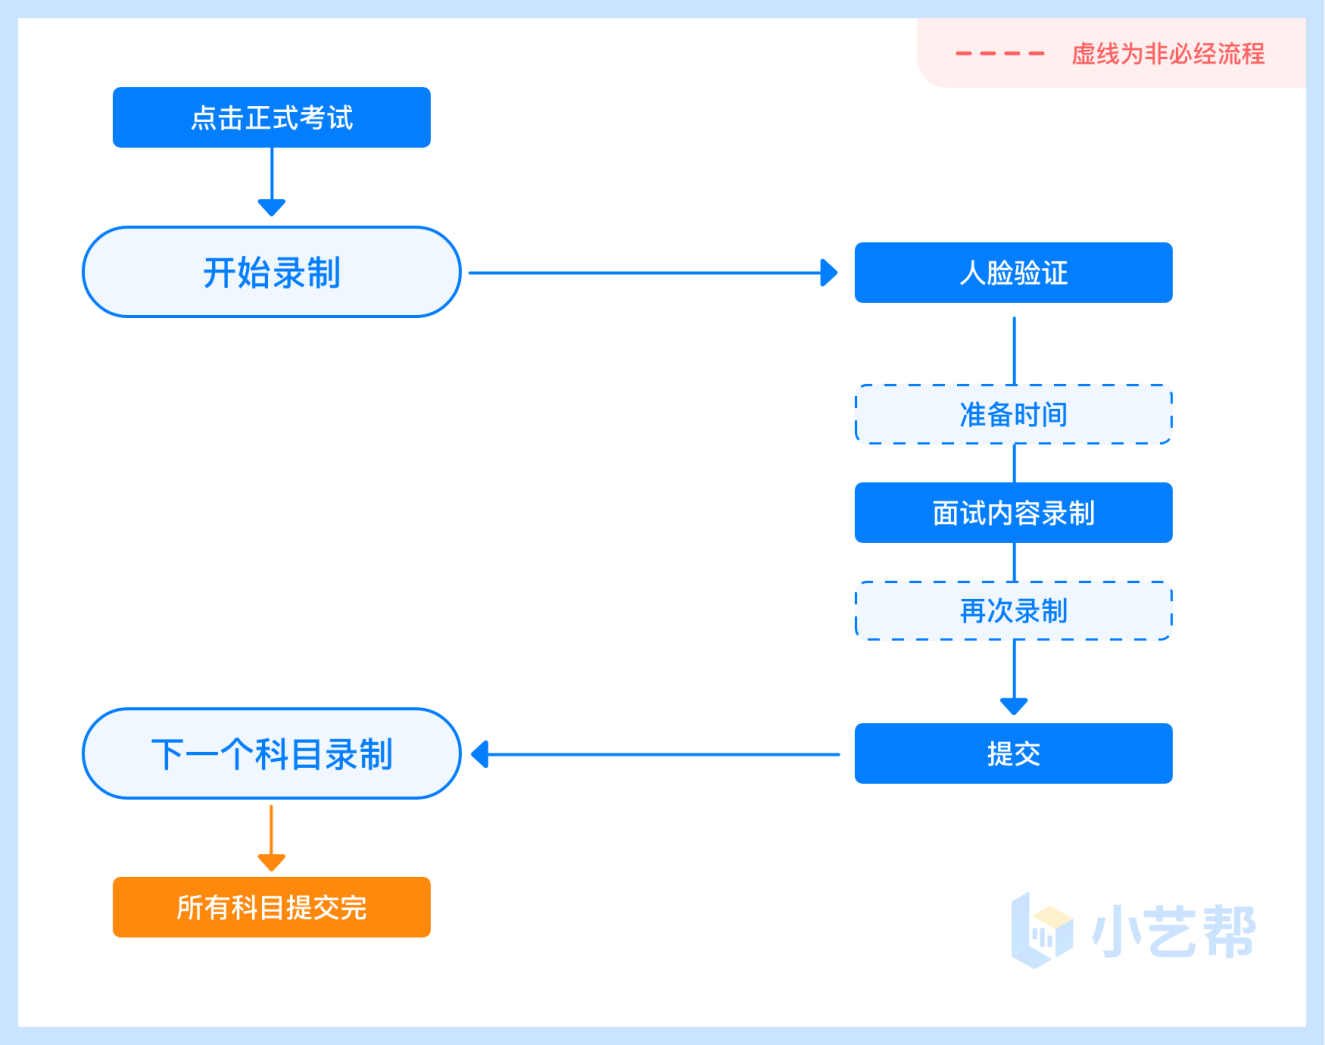 虚线为非必经流程
点击正式考试
开始录制
人脸验证
准备时间
面试内容录制
再次录制
提交
下一个科目录制
所有科目提交完
小艺帮